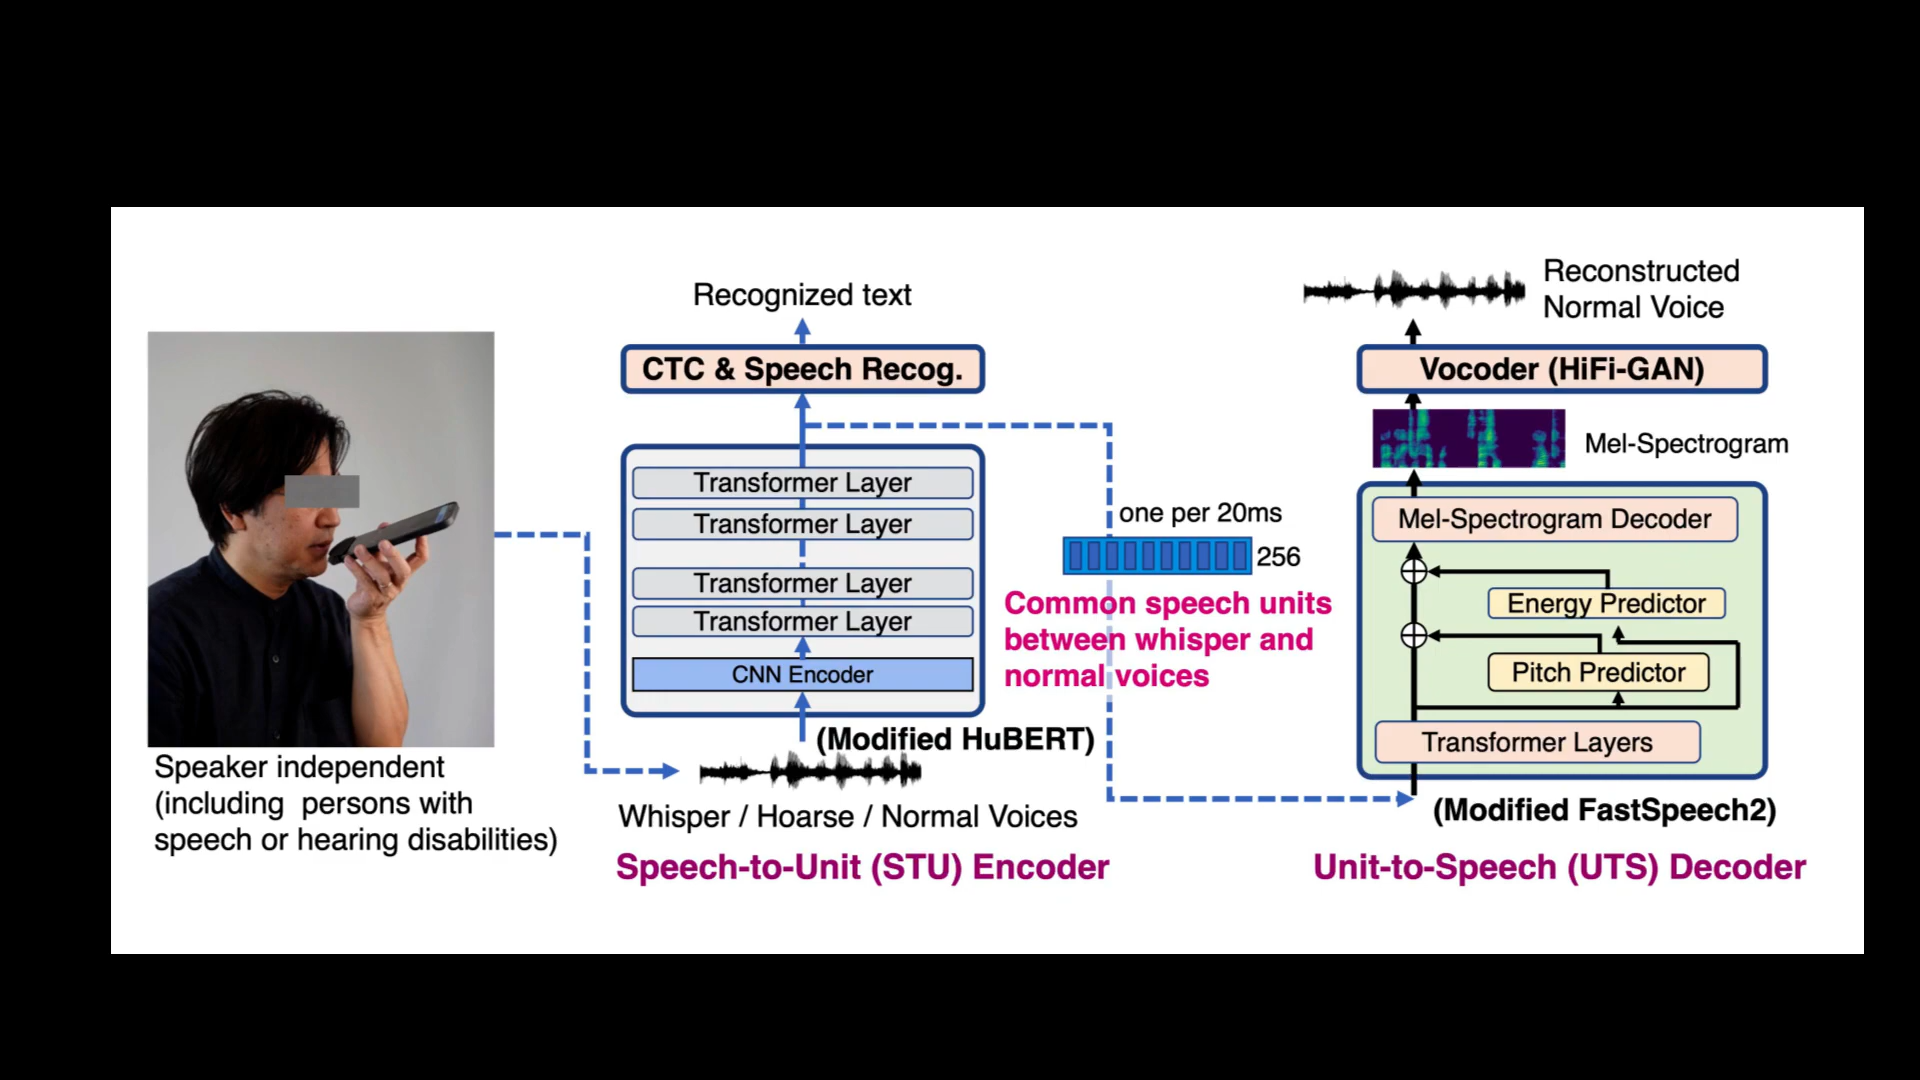 Speaker independent
(including  persons with
speech or hearing disabilities)
Recognized text
CTC & Speech Recog.
Transformer Layer
Transformer Layer
Transformer Layer
Transformer Layer
CNN Encoder
(Modified HuBERT)
Whisper / Hoarse / Normal Voices
Speech-to-Unit (STU) Encoder
one per 20ms
256
Common speech units
between whisper and
normal voices
Reconstructed
Normal Voice
Vocoder (HiFi-GAN)
Mel-Spectrogram
Mel-Spectrogram Decoder
Energy Predictor
Pitch Predictor
Transformer Layers
(Modified FastSpeech2)
Unit-to-Speech (UTS) Decoder